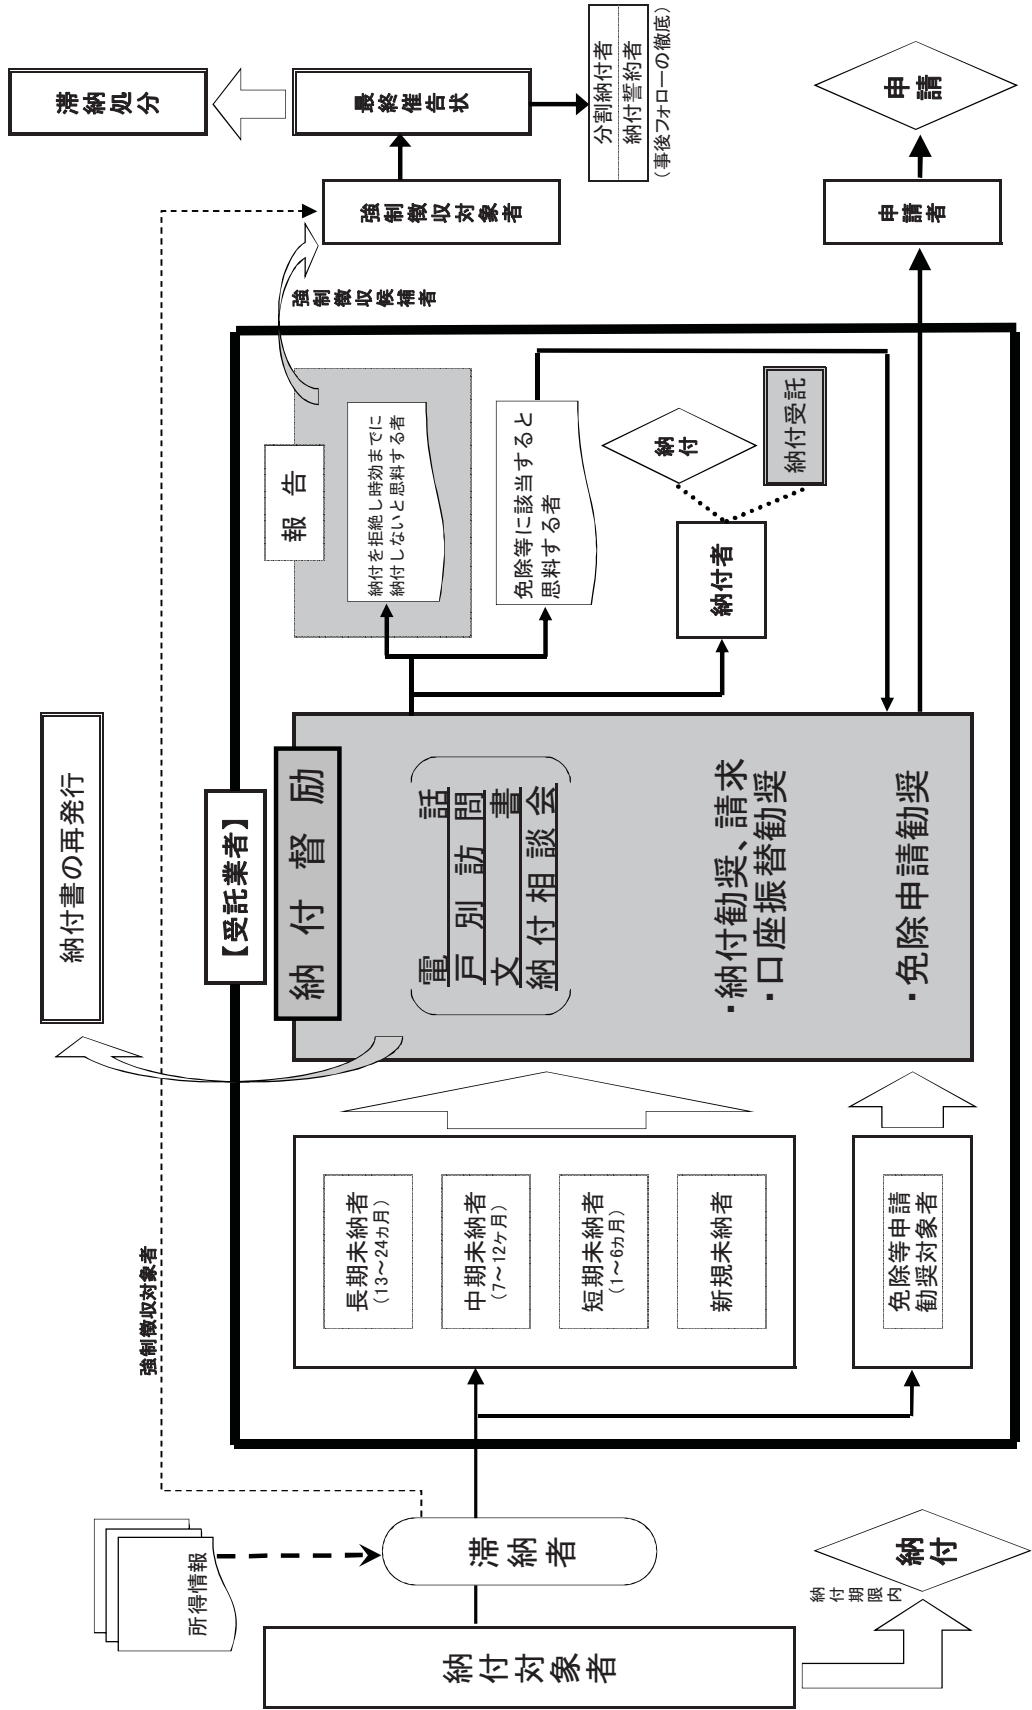 納付対象者
納付期限内
納付
所得情報
滞納者
強制徴収対象者
【受託業者】
長期未納者
(13～24ヵ月)
中期未納者
(7～12ヶ月)
短期未納者
(1～6ヵ月)
新規未納者
免除等申請
勧奨対象者
納付書の再発行
納付督励
電話
戸別訪問
文書
納付相談会
・納付勧奨、請求
・口座振替勧奨
・免除申請勧奨
報告
納付を拒絶し時効までに
納付しないと思料する者
免除等に該当すると
思料する者
納付者
納付
納付受託
強制徴収候補者
強制徴収対象者
最終催告状
滞納処分
分割納付者
納付誓約者
(事後フォローの徹底)
申請者
申請